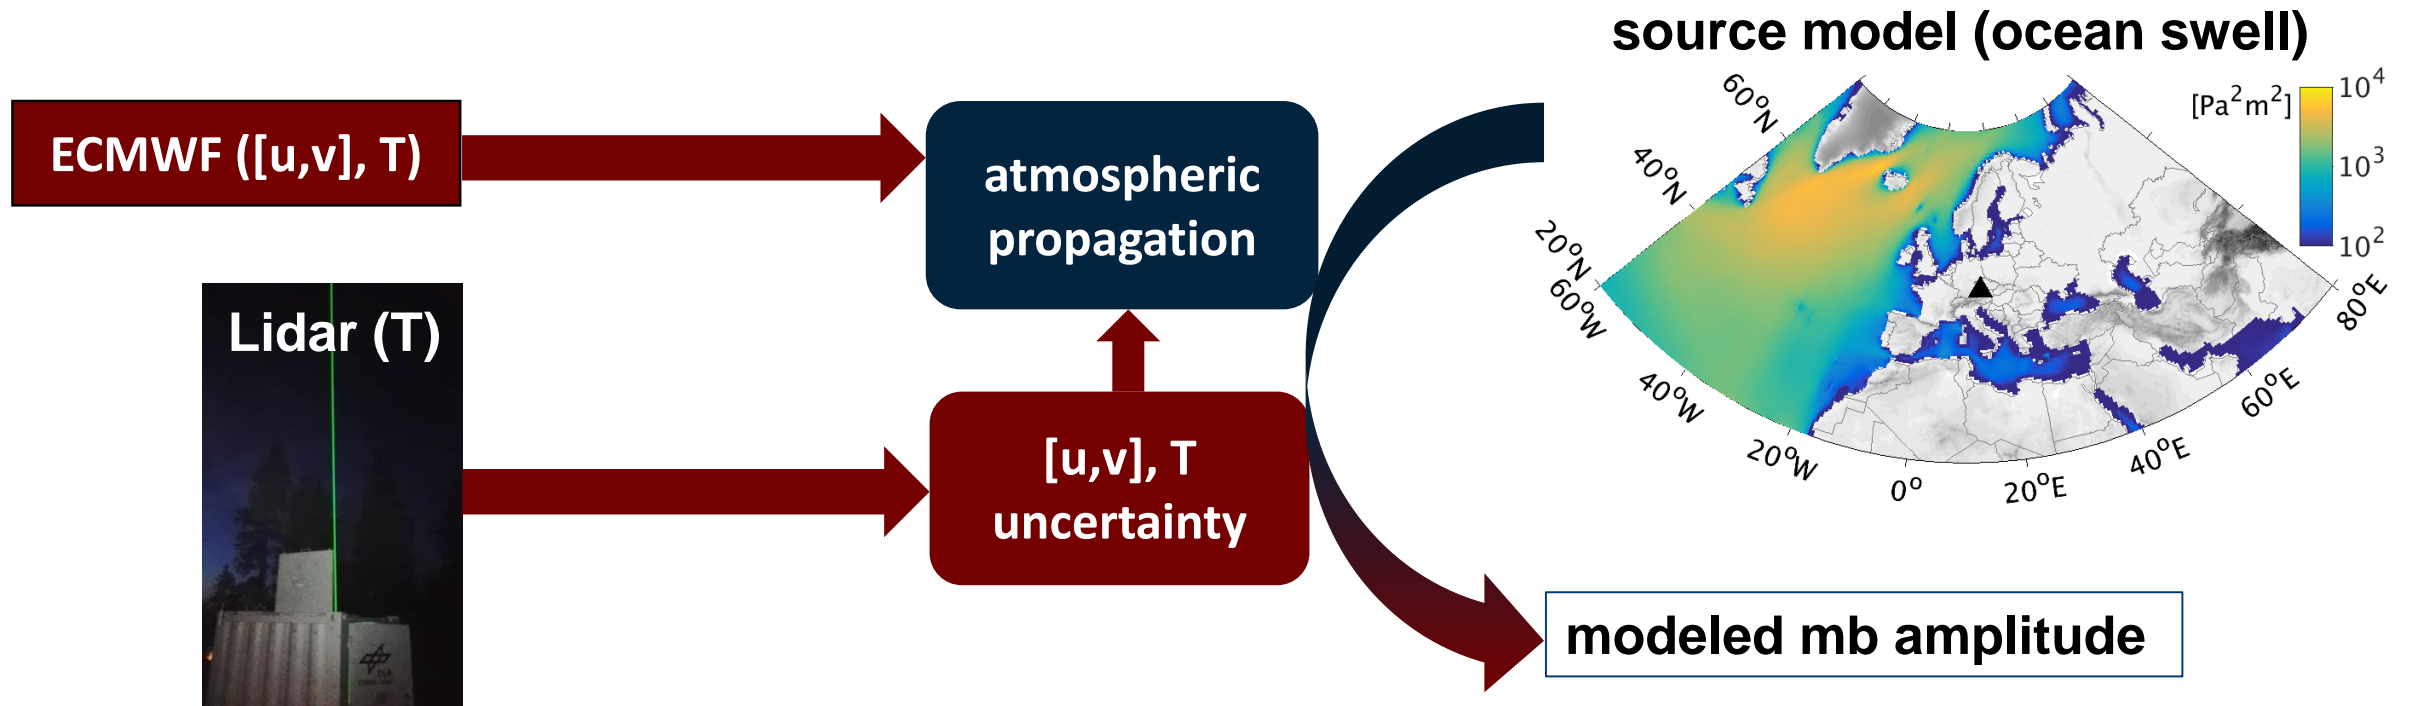 source model (ocean swell)
ECMWF ([u,v], T)
atmospheric
propagation
Lidar (T)
[u,v], T
uncertainty
modeled mb amplitude
[Pa²m²]
10⁴
10³
10²
60°N
40°N
20°N
60°W
40°W
20°W
0°
20°E
40°E
60°E
80°E
DLR